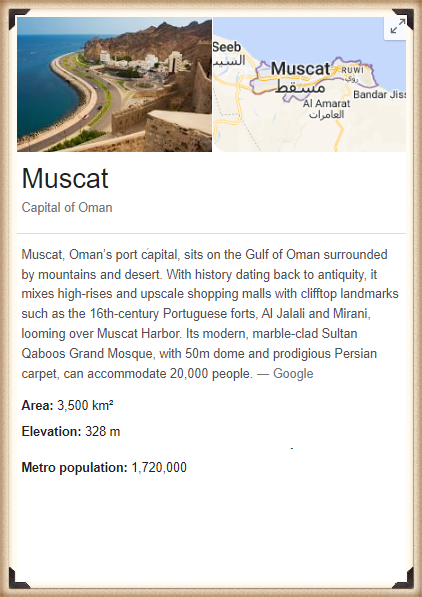 Seeb
السيب
Muscat
مسقط
RUWI
روي
Bandar Jiss
Al Amarat
العامرات
Muscat
Capital of Oman
Muscat, Oman's port capital, sits on the Gulf of Oman surrounded
by mountains and desert. With history dating back to antiquity, it
mixes high-rises and upscale shopping malls with clifftop landmarks
such as the 16th-century Portuguese forts, Al Jalali and Mirani,
looming over Muscat Harbor. Its modern, marble-clad Sultan
Qaboos Grand Mosque, with 50m dome and prodigious Persian
carpet, can accommodate 20,000 people. — Google
Area: 3,500 km²
Elevation: 328 m
Metro population: 1,720,000